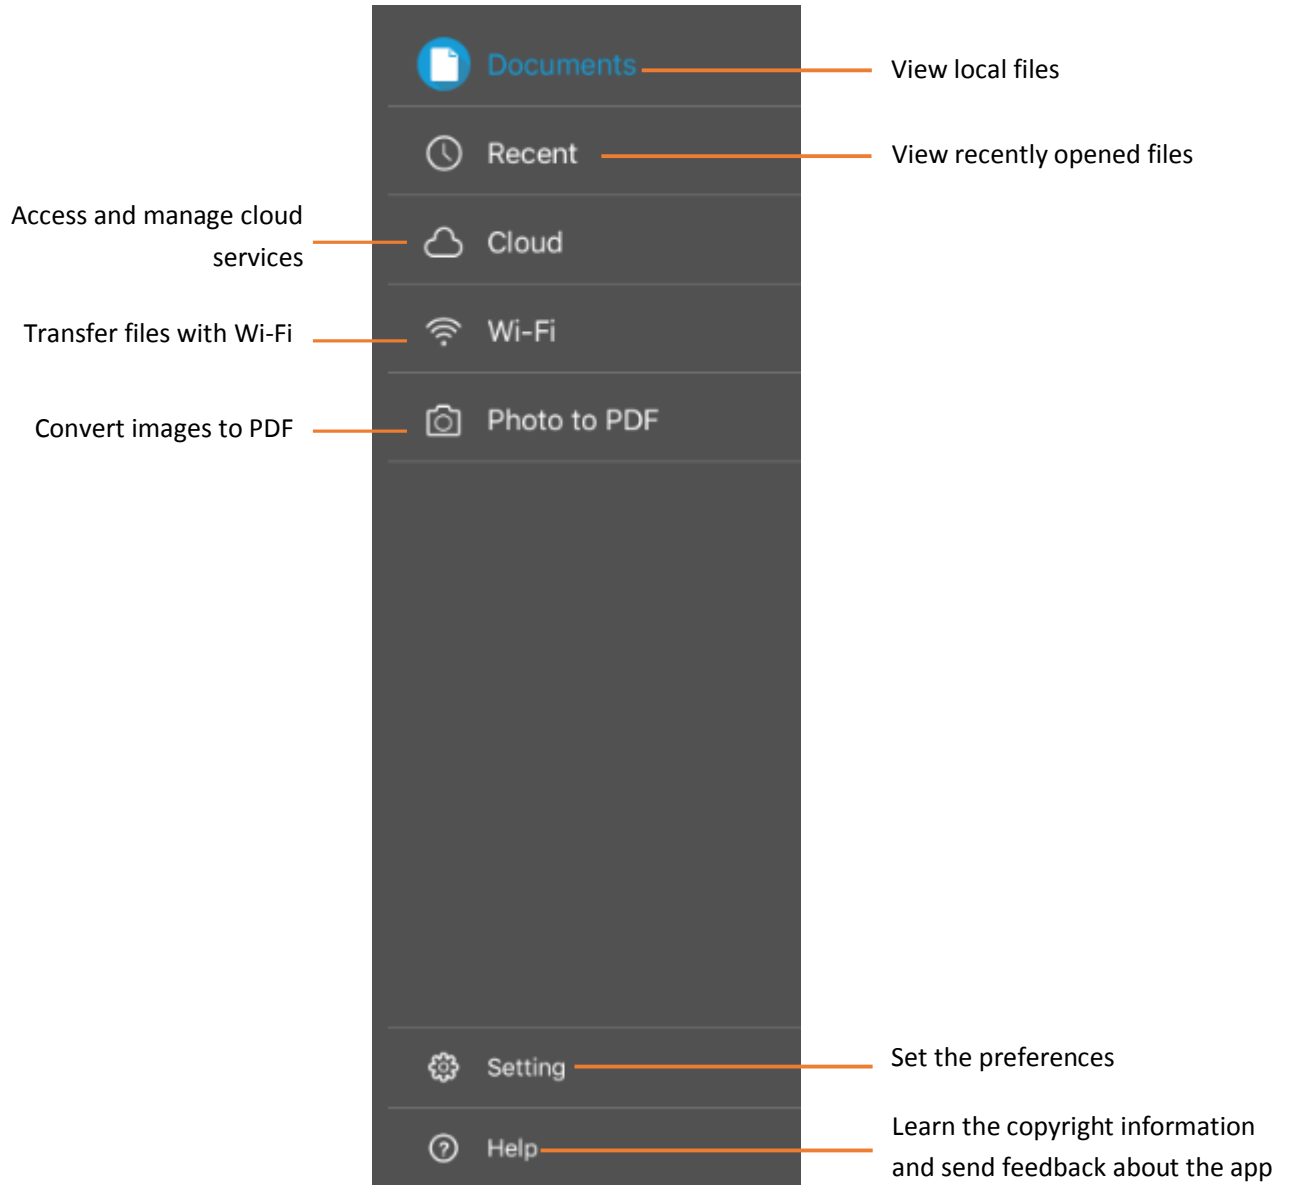 Documents
View local files
Recent
View recently opened files
Access and manage cloud
services
Cloud
Transfer files with Wi-Fi
Wi-Fi
Convert images to PDF
Photo to PDF
Setting
Set the preferences
Help
Learn the copyright information
and send feedback about the app